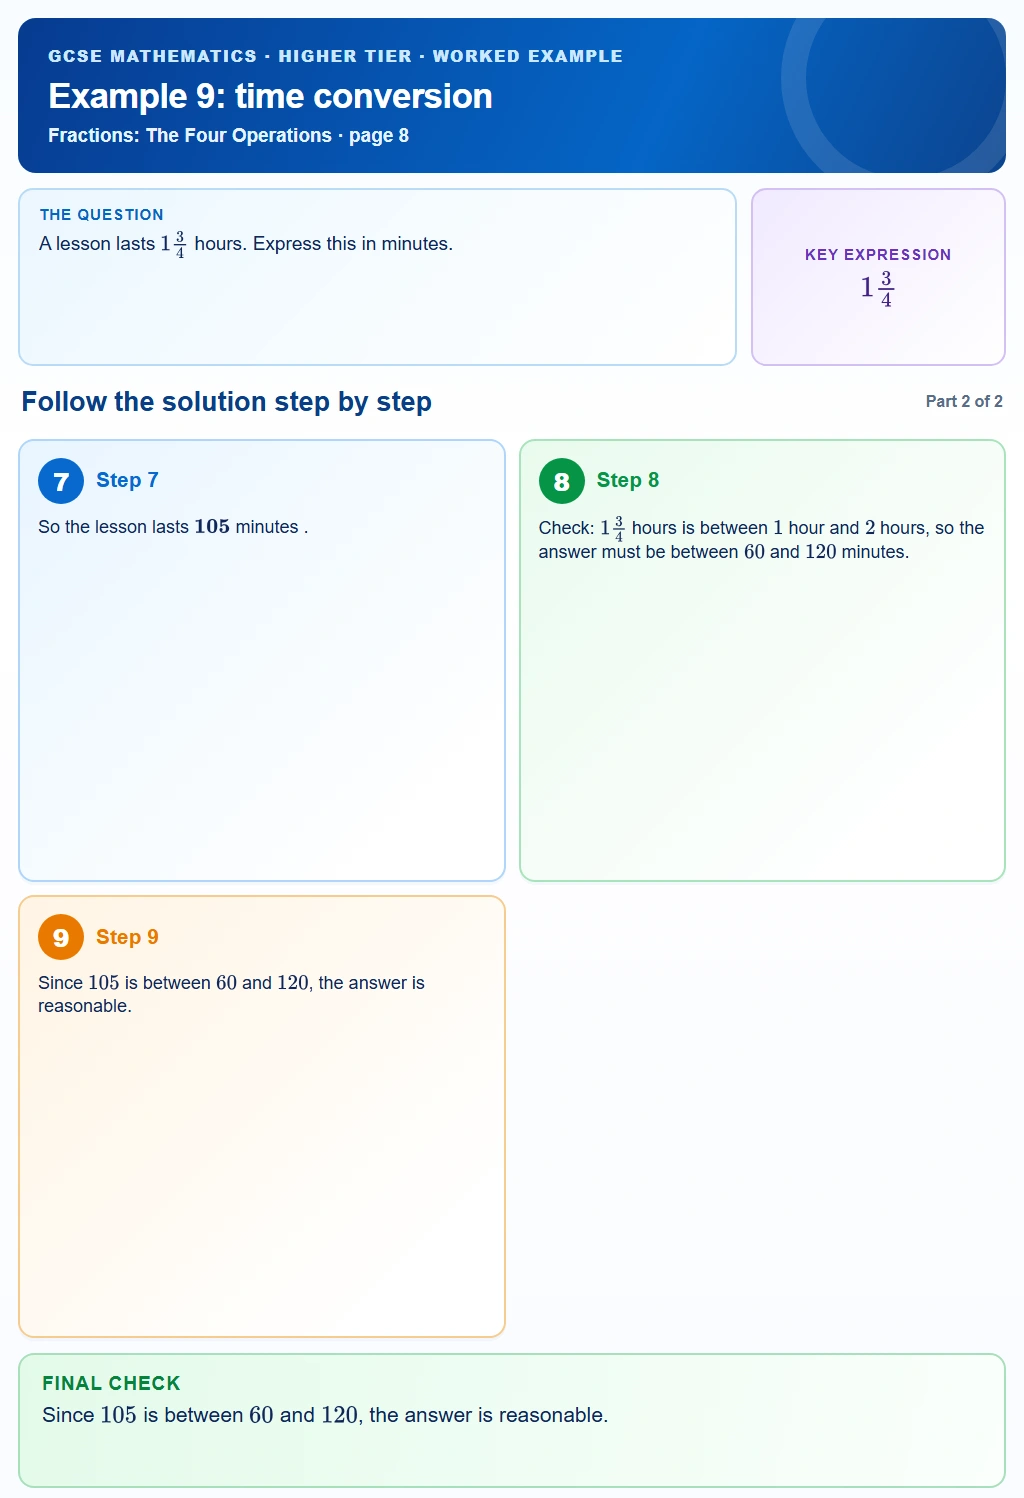 GCSE MATHEMATICS · HIGHER TIER · WORKED EXAMPLE
Example 9: time conversion
Fractions: The Four Operations · page 8
THE QUESTION
A lesson lasts 1 3/4 hours. Express this in minutes.
KEY EXPRESSION
1 3/4
Follow the solution step by step
Part 2 of 2
7 Step 7
So the lesson lasts 105 minutes .
8 Step 8
Check: 1 3/4 hours is between 1 hour and 2 hours, so the
answer must be between 60 and 120 minutes.
9 Step 9
Since 105 is between 60 and 120, the answer is
reasonable.
FINAL CHECK
Since 105 is between 60 and 120, the answer is reasonable.